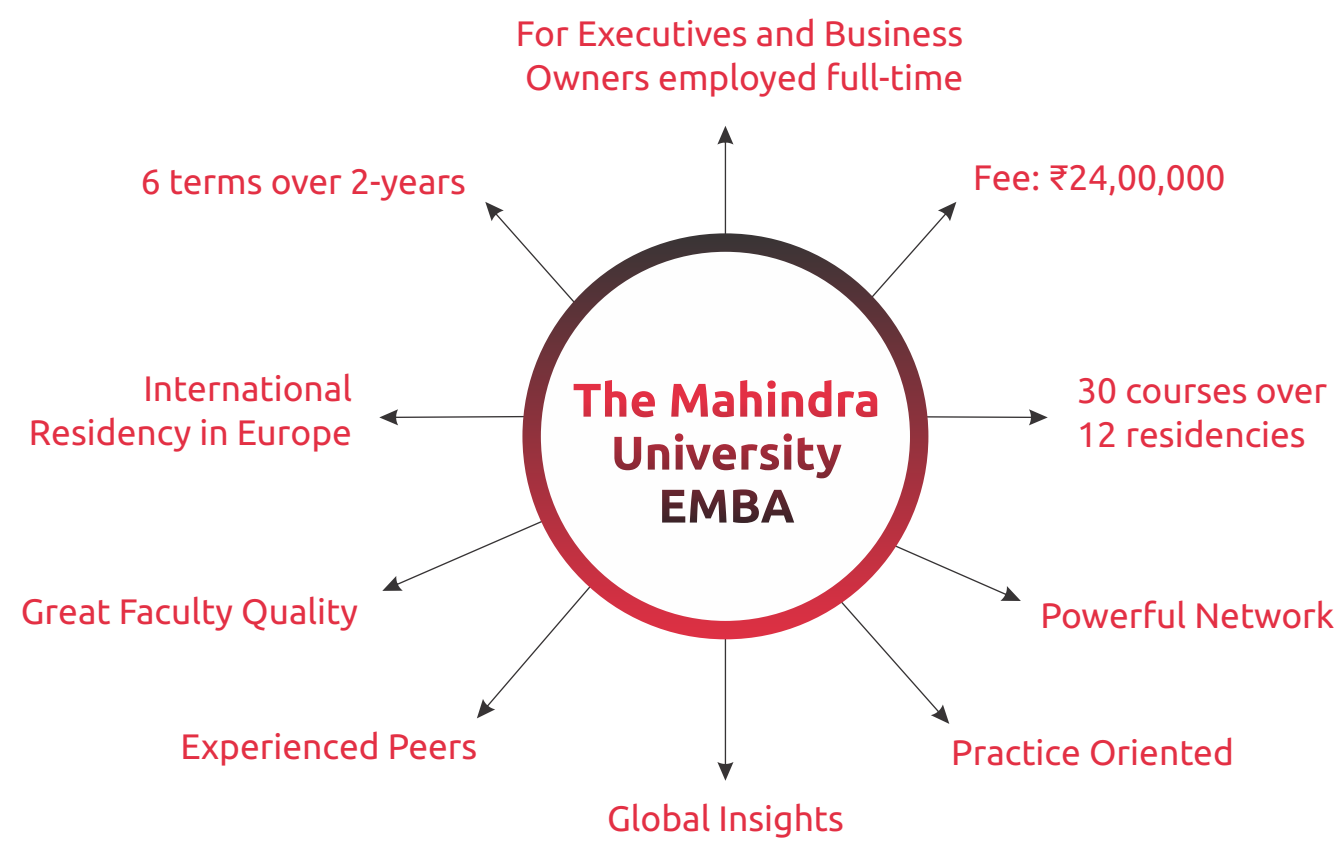 For Executives and Business
Owners employed full-time
6 terms over 2-years
Fee: ₹24,00,000
International
Residency in Europe
The Mahindra
University
EMBA
30 courses over
12 residencies
Great Faculty Quality
Powerful Network
Experienced Peers
Practice Oriented
Global Insights